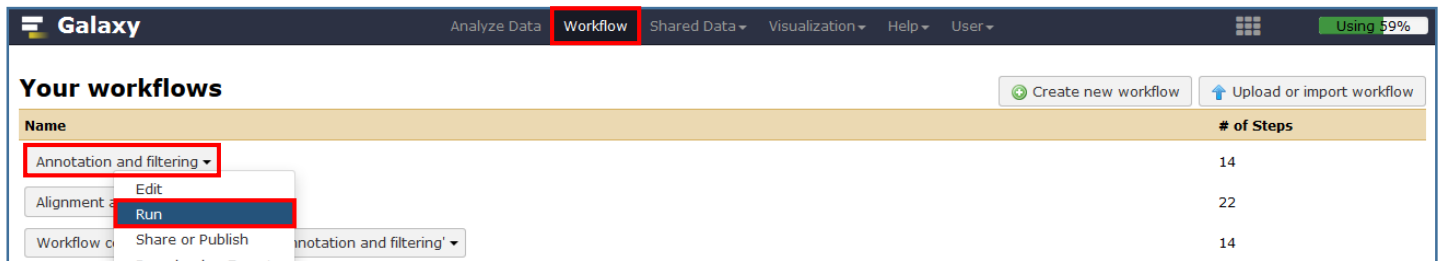 Galaxy Analyze Data Workflow Shared Data Visualization Help User Using 59%
Your workflows Create new workflow Upload or import workflow
Name # of Steps
Annotation and filtering 14
Edit
Alignment 22
Run
Share or Publish
Workflow nnotation and filtering' 14